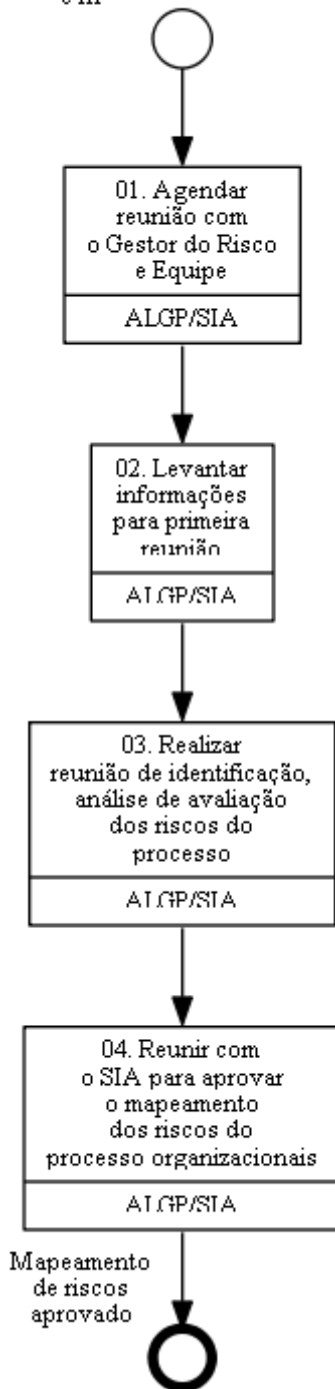 01. Agendar
reunião com
o Gestor do Risco
e Equipe
ALGP/SIA
02. Levantar
informações
para primeira
reunião
ALGP/SIA
03. Realizar
reunião de identificação,
análise de avaliação
dos riscos do
processo
ALGP/SIA
04. Reunir com
o SIA para aprovar
o mapeamento
dos riscos do
processo organizacionais
ALGP/SIA
Mapeamento
de riscos
aprovado